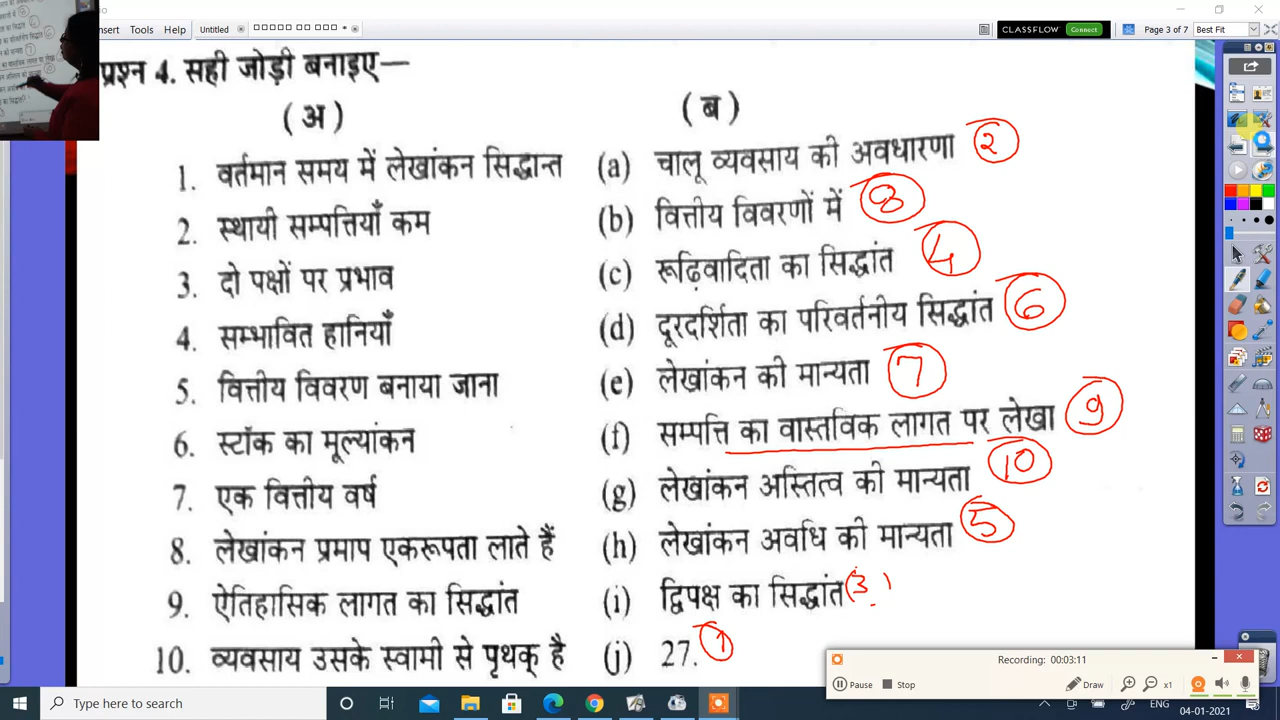 nsert Tools Help Untitled
CLASSFLOW Connect Page 3 of 7 Best Fit
प्रश्न 4. सही जोड़ी बनाइए—
( अ ) ( ब )
1. वर्तमान समय में लेखांकन सिद्धान्त (a) चालू व्यवसाय की अवधारणा 2
2. स्थायी सम्पत्तियाँ कम (b) वित्तीय विवरणों में 8
3. दो पक्षों पर प्रभाव (c) रूढ़िवादिता का सिद्धांत 4
4. सम्भावित हानियाँ (d) दूरदर्शिता का परिवर्तनीय सिद्धांत 6
5. वित्तीय विवरण बनाया जाना (e) लेखांकन की मान्यता 7
6. स्टॉक का मूल्यांकन (f) सम्पत्ति का वास्तविक लागत पर लेखा 9
7. एक वित्तीय वर्ष (g) लेखांकन अस्तित्व की मान्यता 10
8. लेखांकन प्रमाप एकरूपता लाते हैं (h) लेखांकन अवधि की मान्यता 5
9. ऐतिहासिक लागत का सिद्धांत (i) द्विपक्ष का सिद्धांत (3)
10. व्यवसाय उसके स्वामी से पृथक् है (j) 27. 1
Recording: 00:03:11
Pause Stop Draw x1
Type here to search ENG 04-01-2021